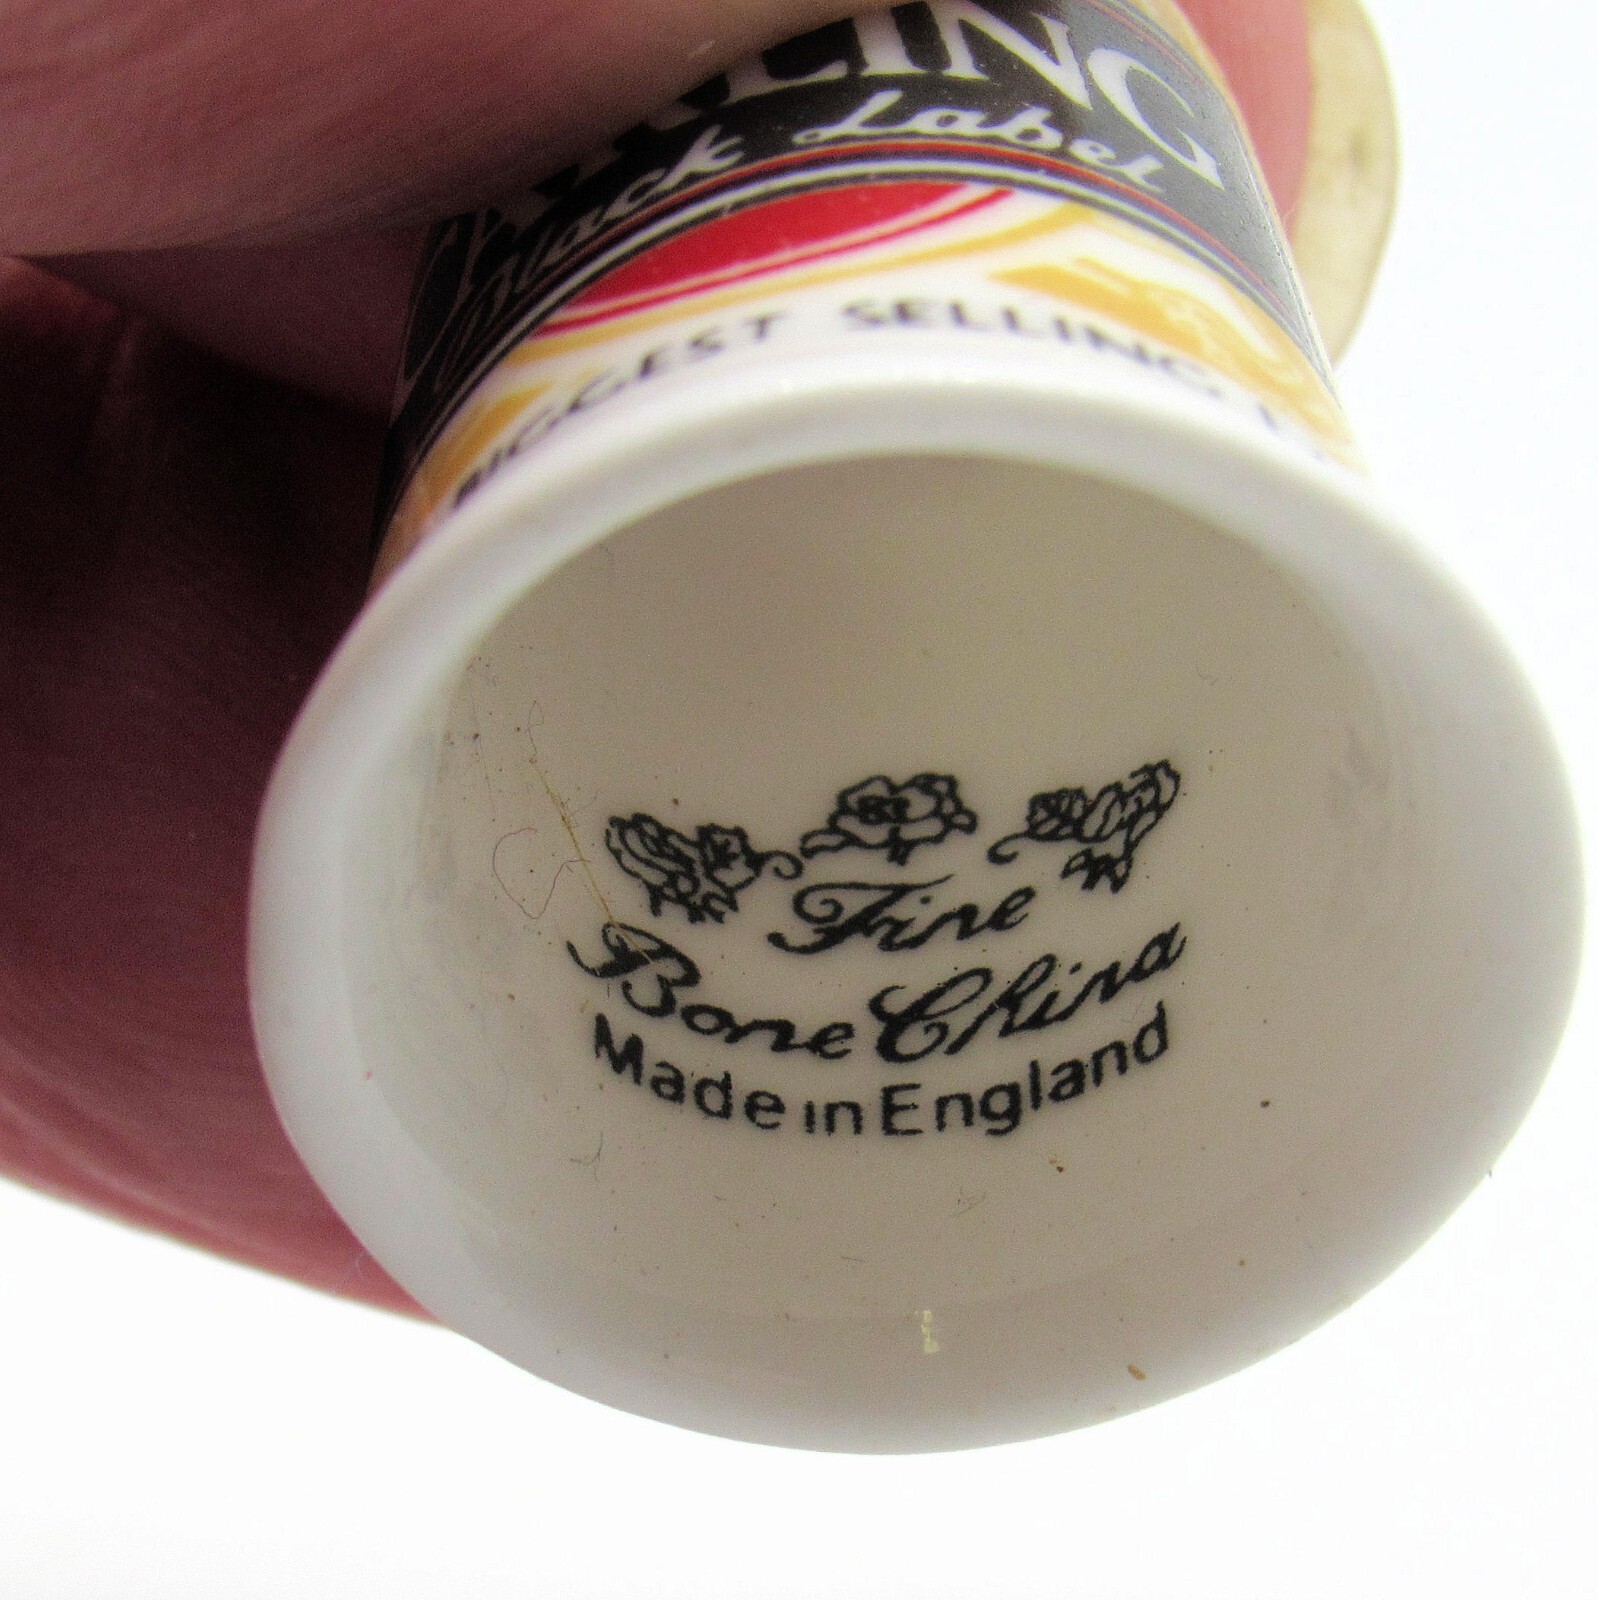 LING
Black Label
BIGGEST SELLING
Fine
Bone China
Made in England